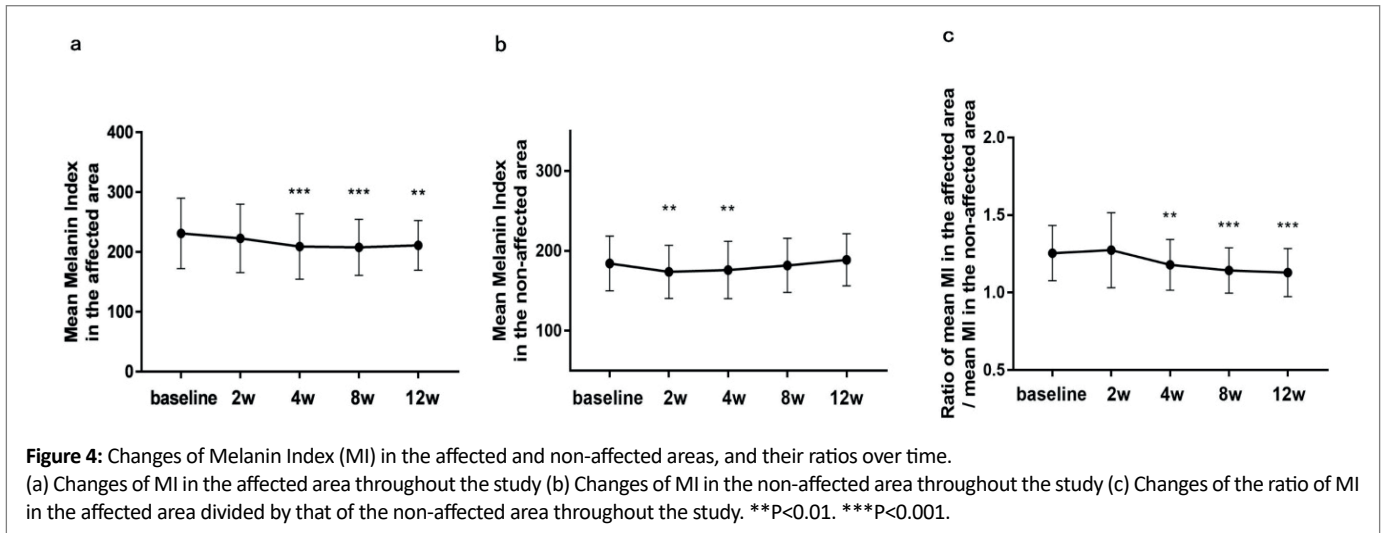 a
Mean Melanin Index
in the affected area
400
300
200
100
0
*** *** **
baseline 2w 4w 8w 12w
b
Mean Melanin Index
in the non-affected area
300
200
100
** **
baseline 2w 4w 8w 12w
c
Ratio of mean MI in the affected area
/ mean MI in the non-affected area
2.0
1.5
1.0
0.5
** *** ***
baseline 2w 4w 8w 12w
Figure 4: Changes of Melanin Index (MI) in the affected and non-affected areas, and their ratios over time.
(a) Changes of MI in the affected area throughout the study (b) Changes of MI in the non-affected area throughout the study (c) Changes of the ratio of MI
in the affected area divided by that of the non-affected area throughout the study. **P<0.01. ***P<0.001.